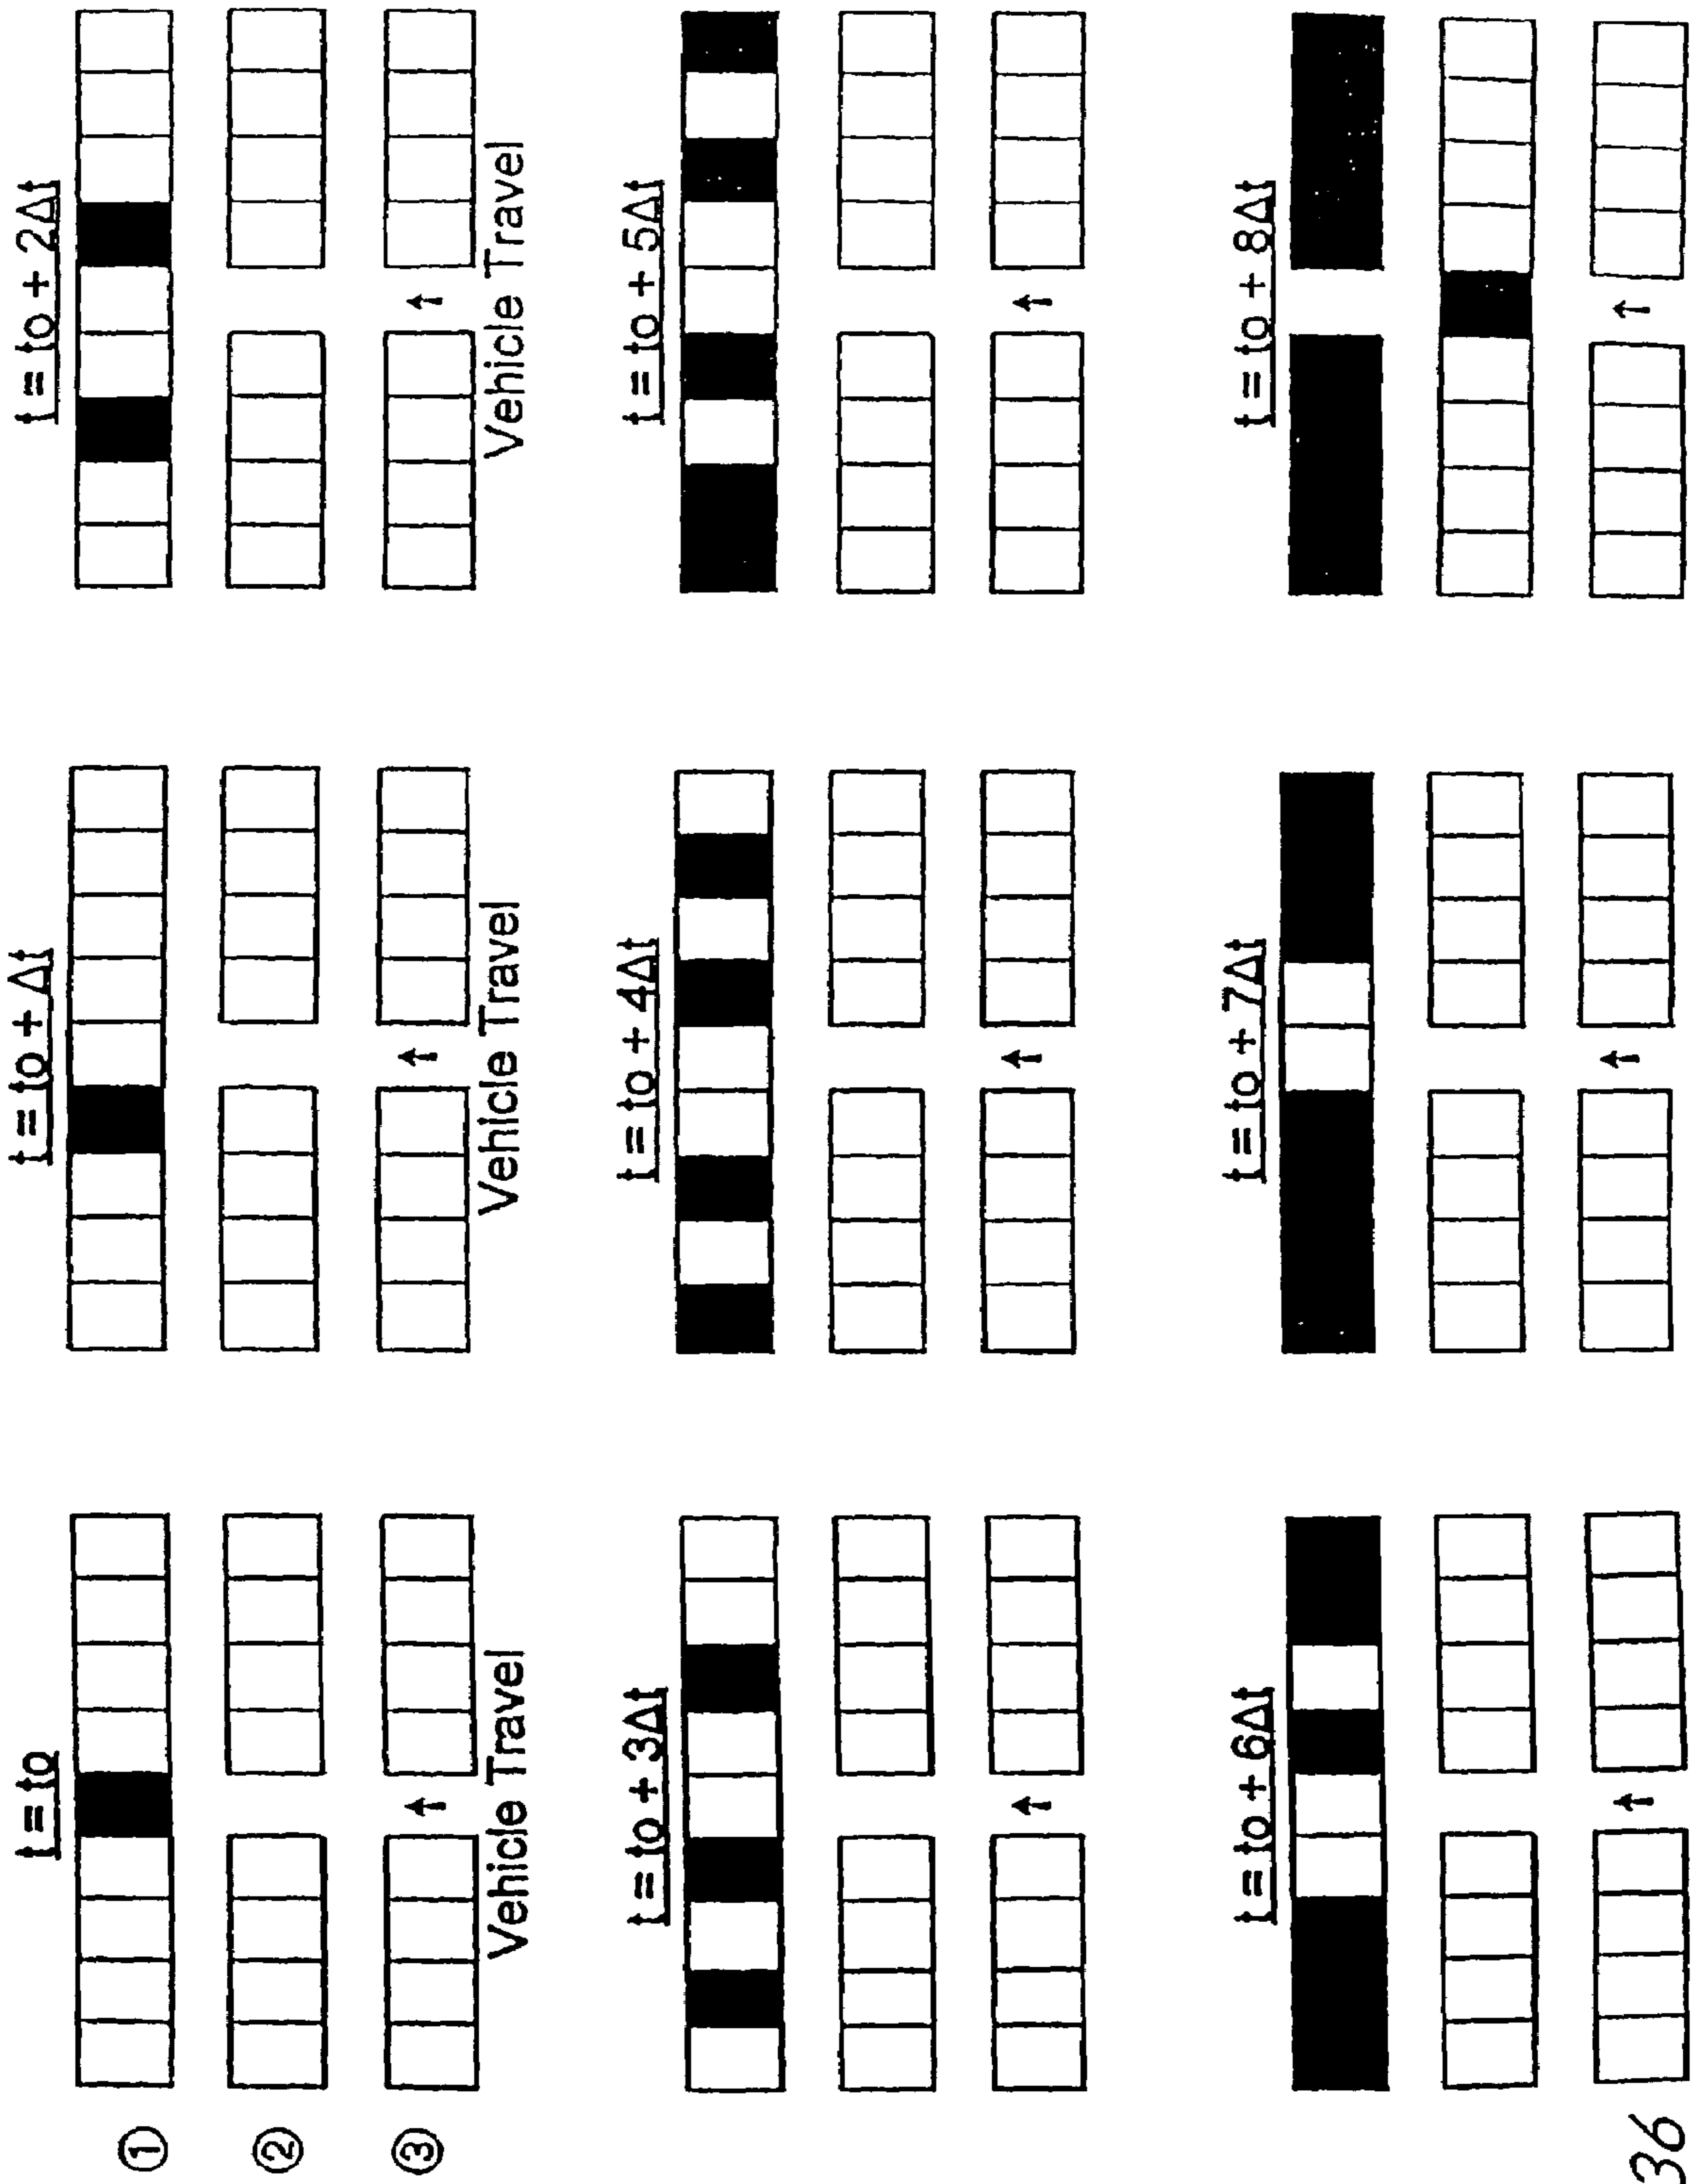 t = to
t = to + Δt
t = to + 2Δt
①
②
③
Vehicle Travel
Vehicle Travel
Vehicle Travel
t = to + 3Δt
t = to + 4Δt
t = to + 5Δt
t = to + 6Δt
t = to + 7Δt
t = to + 8Δt
36